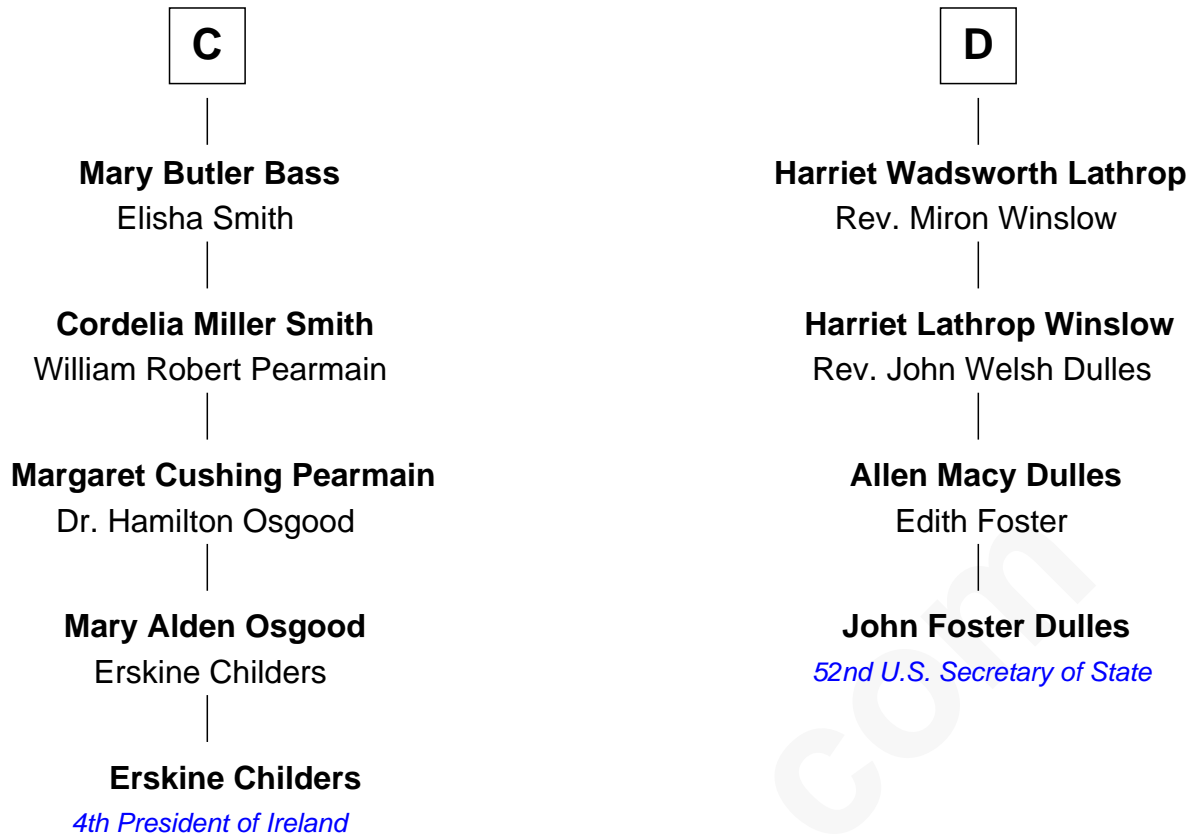 C
Mary Butler Bass
Elisha Smith
Cordelia Miller Smith
William Robert Pearmain
Margaret Cushing Pearmain
Dr. Hamilton Osgood
Mary Alden Osgood
Erskine Childers
Erskine Childers
4th President of Ireland
D
Harriet Wadsworth Lathrop
Rev. Miron Winslow
Harriet Lathrop Winslow
Rev. John Welsh Dulles
Allen Macy Dulles
Edith Foster
John Foster Dulles
52nd U.S. Secretary of State
com